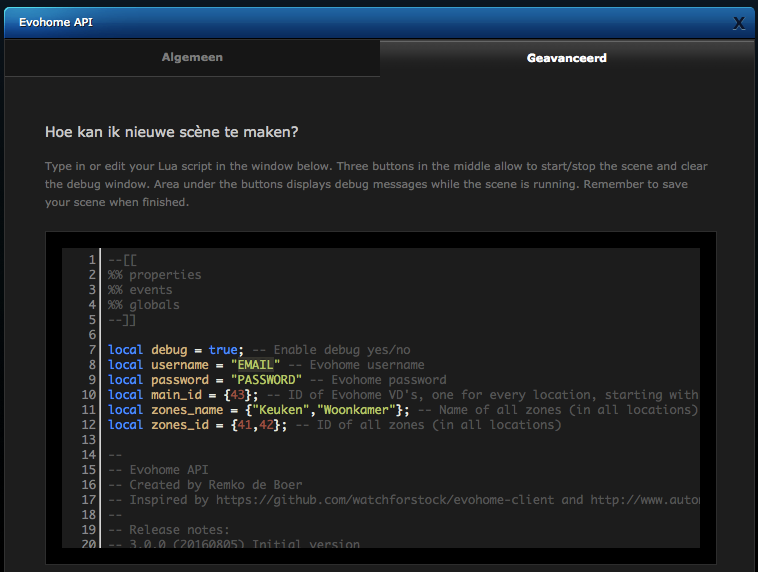 Evohome API
X
Algemeen
Geavanceerd
Hoe kan ik nieuwe scène te maken?
Type in or edit your Lua script in the window below. Three buttons in the middle allow to start/stop the scene and clear
the debug window. Area under the buttons displays debug messages while the scene is running. Remember to save
your scene when finished.
1 --[[
2 %% properties
3 %% events
4 %% globals
5 --]]
6
7 local debug = true; -- Enable debug yes/no
8 local username = "EMAIL" -- Evohome username
9 local password = "PASSWORD" -- Evohome password
10 local main_id = {43}; -- ID of Evohome VD's, one for every location, starting with
11 local zones_name = {"Keuken","Woonkamer"}; -- Name of all zones (in all locations)
12 local zones_id = {41,42}; -- ID of all zones (in all locations)
13
14 --
15 -- Evohome API
16 -- Created by Remko de Boer
17 -- Inspired by https://github.com/watchforstock/evohome-client and http://www.auto
18 --
19 -- Release notes:
20 -- 3.0.0 (20160805) Initial version